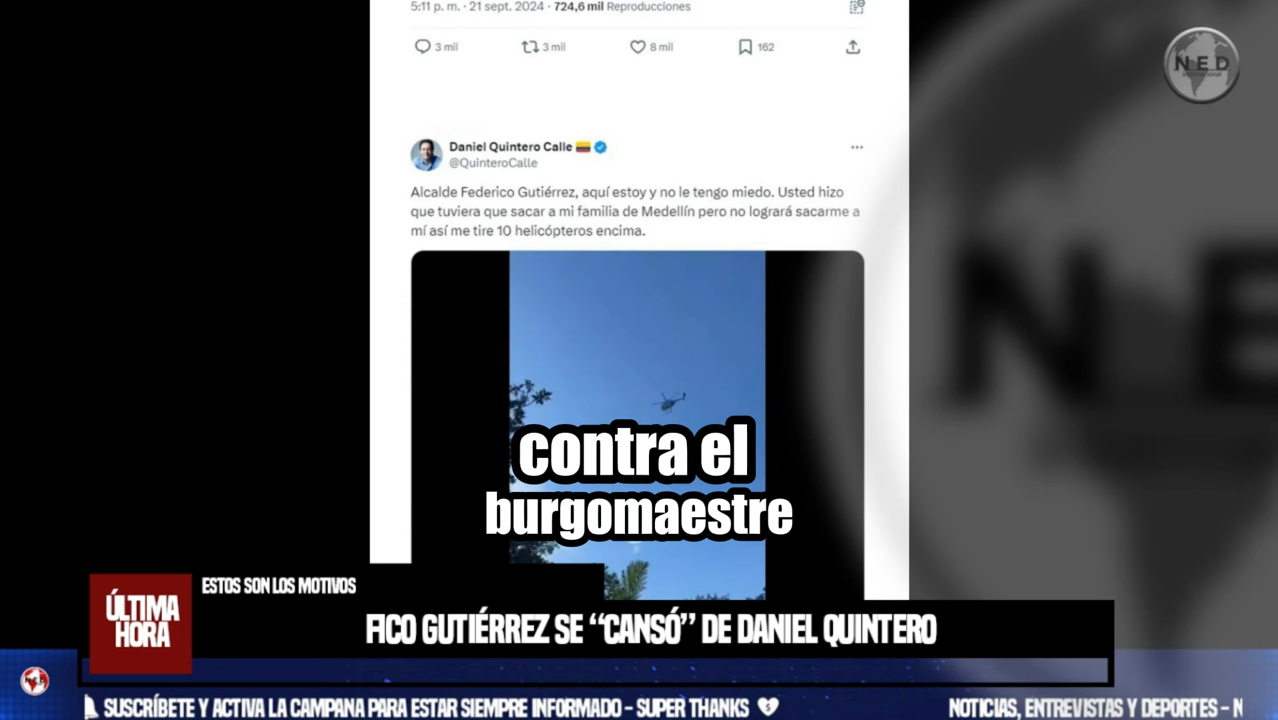 5:11 p. m. · 21 sept. 2024 · 724,6 mil Reproducciones
3 mil 3 mil 8 mil 162
NED
Daniel Quintero Calle
@QuinteroCalle
Alcalde Federico Gutiérrez, aquí estoy y no le tengo miedo. Usted hizo
que tuviera que sacar a mi familia de Medellín pero no logrará sacarme a
mí así me tire 10 helicópteros encima.
NE
contra el
burgomaestre
ESTOS SON LOS MOTIVOS
ÚLTIMA
HORA
FICO GUTIÉRREZ SE “CANSÓ” DE DANIEL QUINTERO
SUSCRÍBETE Y ACTIVA LA CAMPANA PARA ESTAR SIEMPRE INFORMADO – SUPER THANKS
NOTICIAS, ENTREVISTAS Y DEPORTES – N